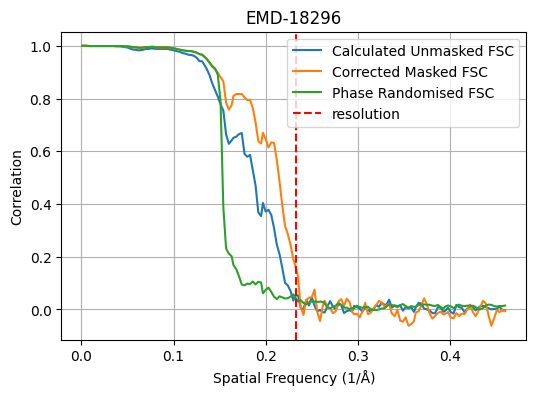 EMD-18296
Calculated Unmasked FSC
Corrected Masked FSC
Phase Randomised FSC
resolution
Correlation
1.0
0.8
0.6
0.4
0.2
0.0
0.0 0.1 0.2 0.3 0.4
Spatial Frequency (1/Å)